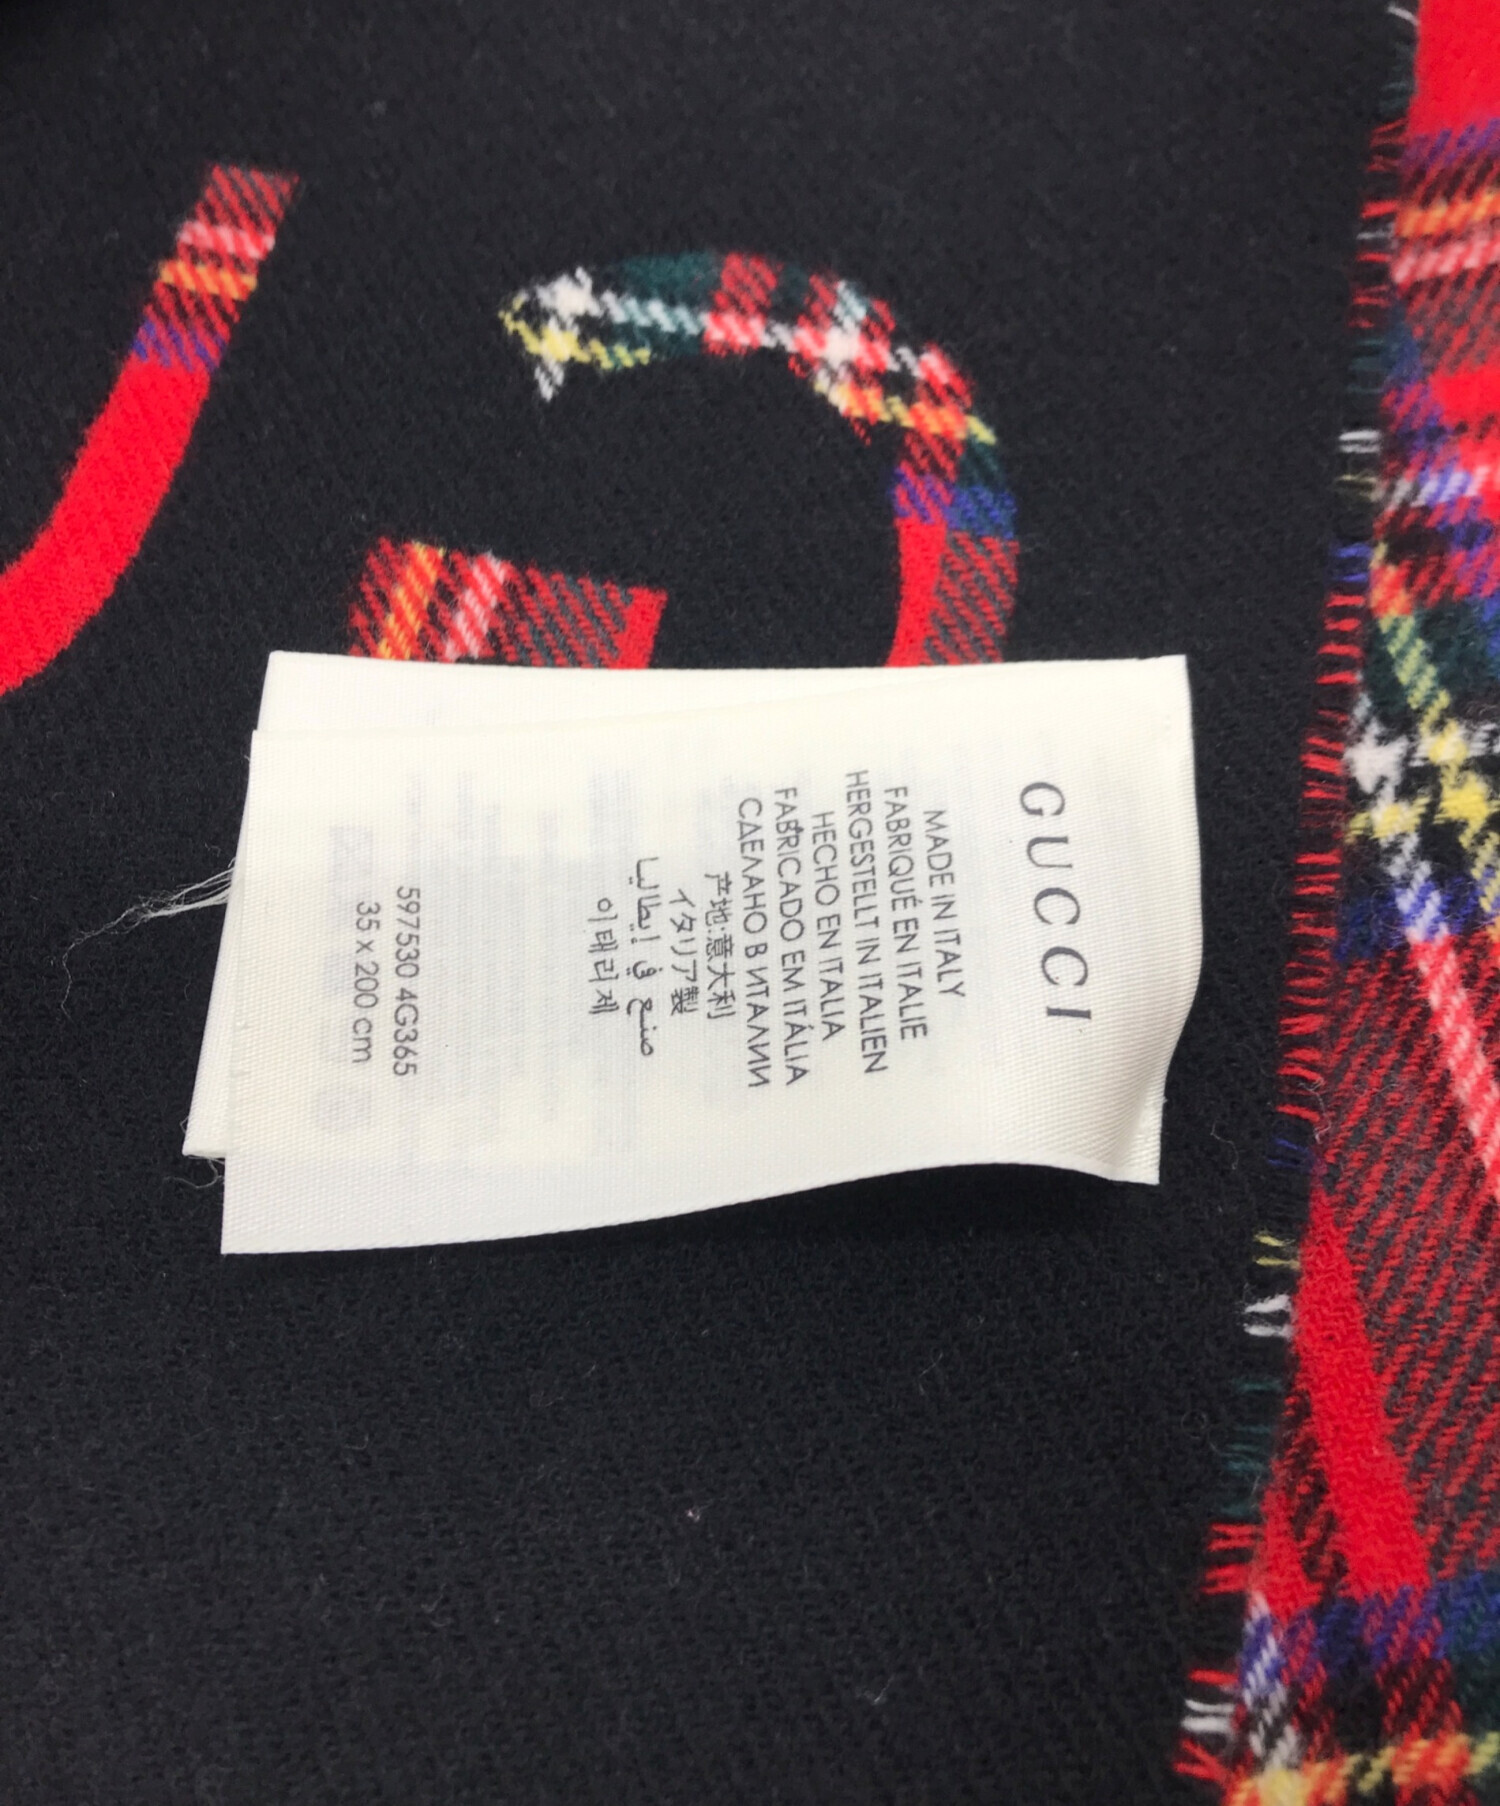 GUCCI
MADE IN ITALY
FABRIQUÉ EN ITALIE
HERGESTELLT IN ITALIEN
HECHO EN ITALIA
FABRICADO EM ITÁLIA
СДЕЛАНО В ИТАЛИИ
产地:意大利
イタリア製
صنع في إيطاليا
이태리제
597530 4G365
35 x 200 cm